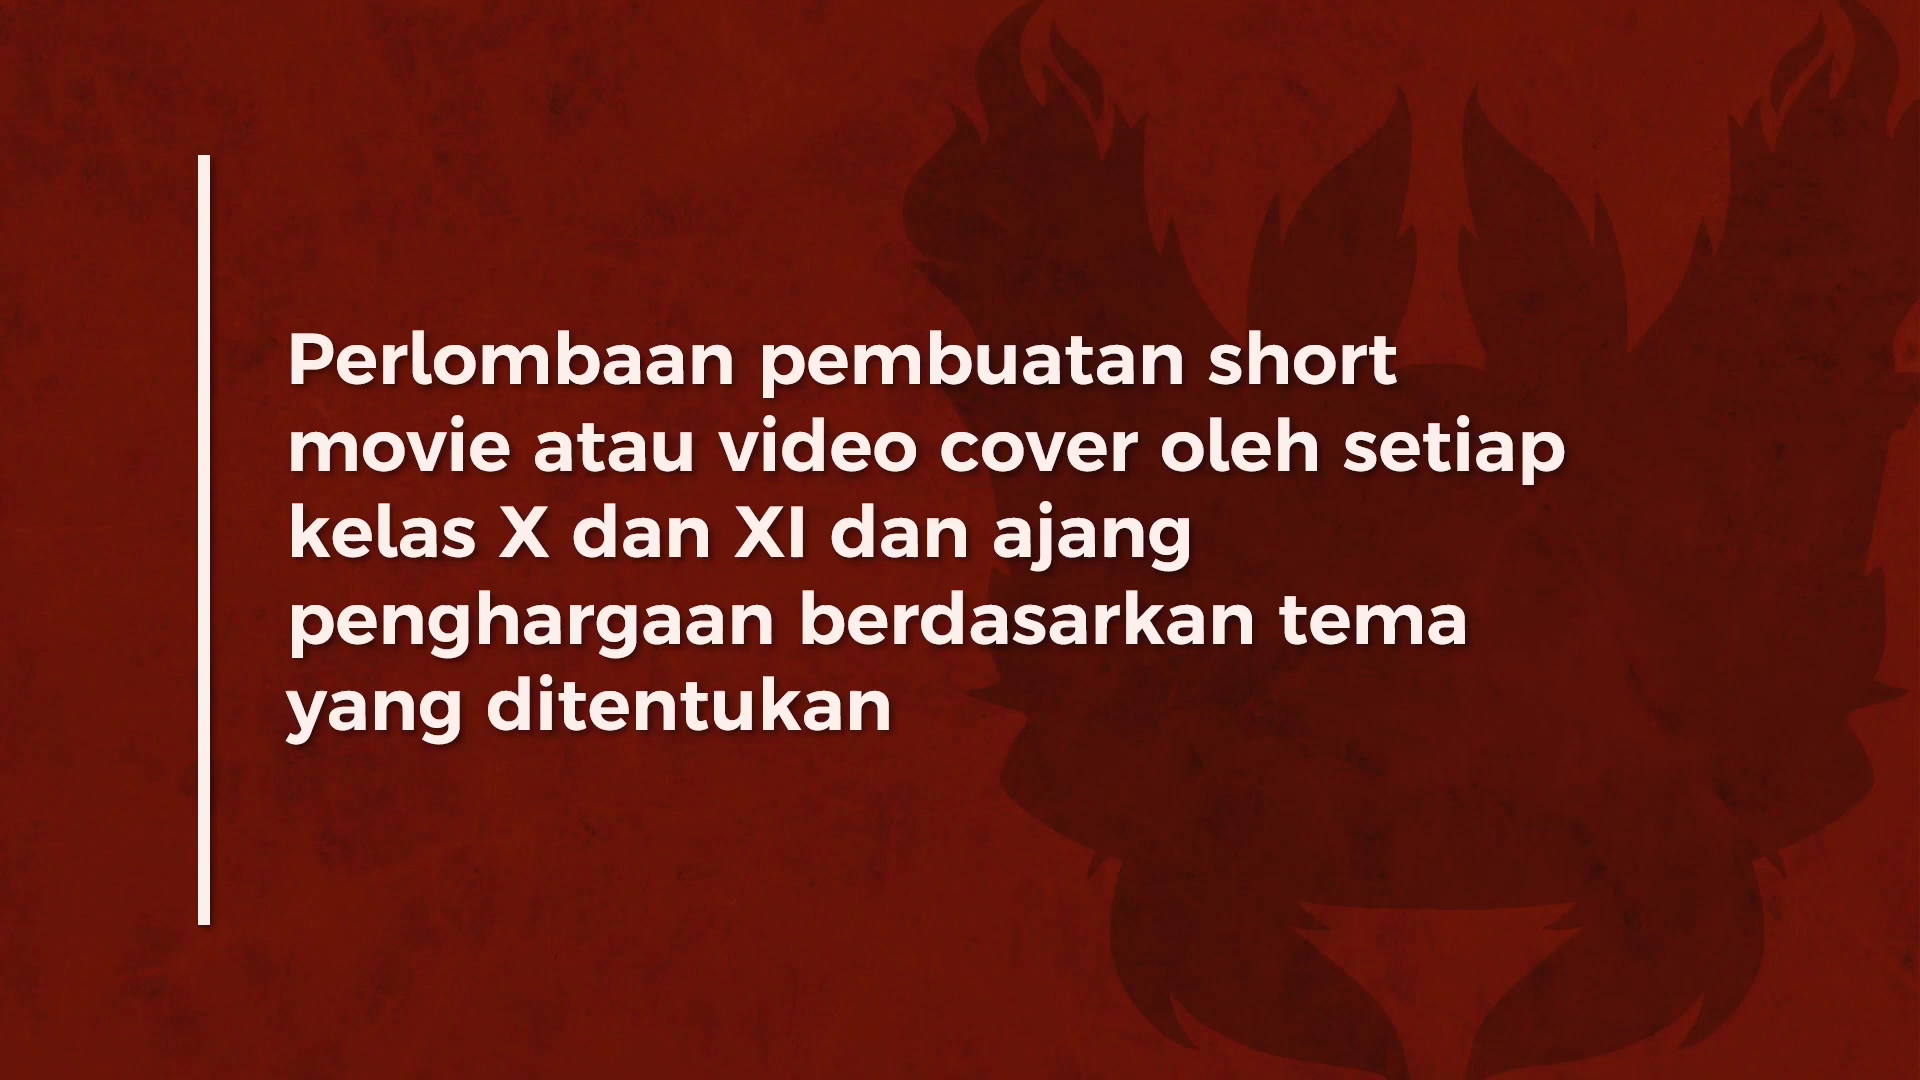 Perlombaan pembuatan short
movie atau video cover oleh setiap
kelas X dan XI dan ajang
penghargaan berdasarkan tema
yang ditentukan